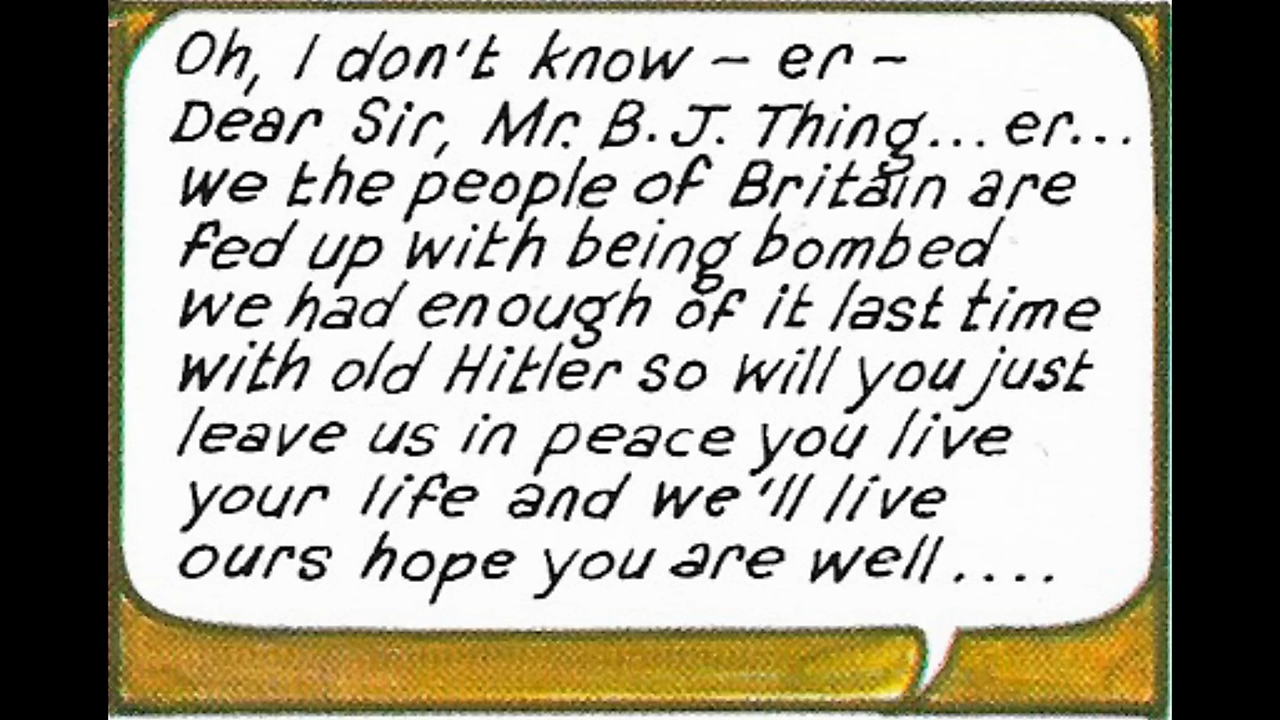 Oh, I don't know – er –
Dear Sir, Mr. B.J. Thing... er...
we the people of Britain are
fed up with being bombed
we had enough of it last time
with old Hitler so will you just
leave us in peace you live
your life and we'll live
ours hope you are well....